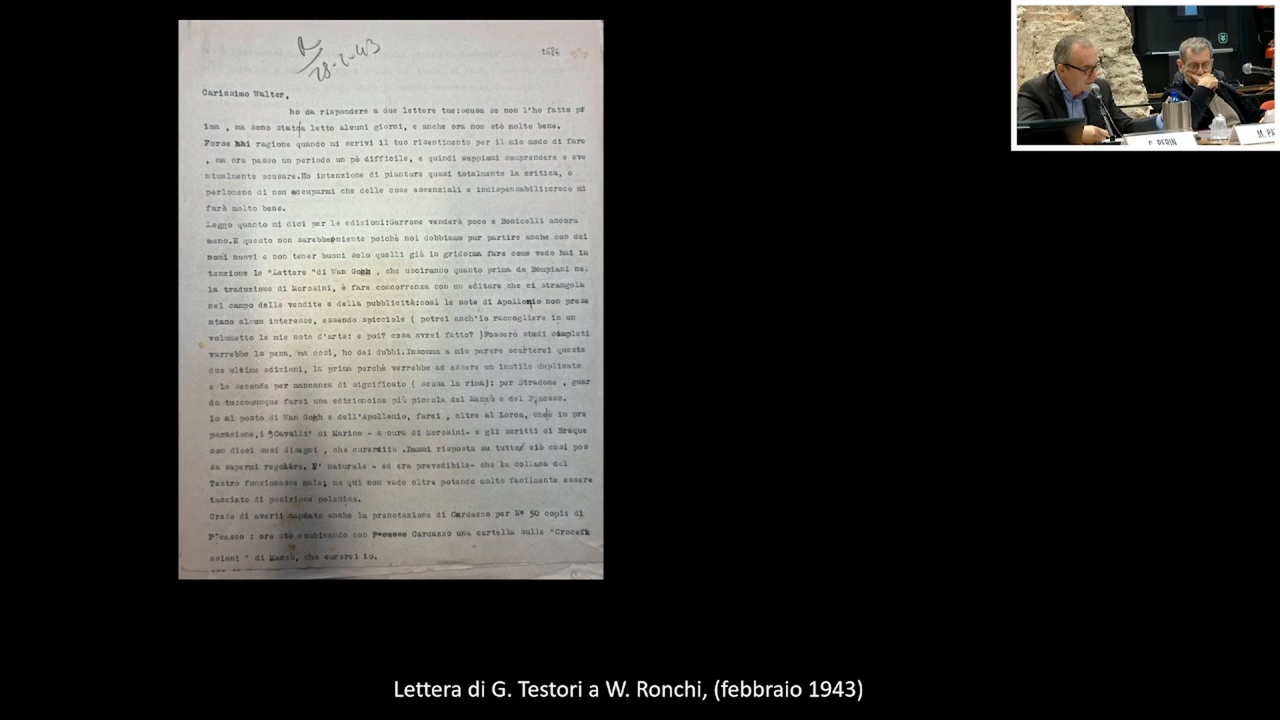 R
28-2-43
2684
Carissimo Walter,
ho da rispondere a due lettere tue:scusa se non l'ho fatto pr
ima , ma sono stato a letto alcuni giorni, e anche ora non stò molto bene.
Forse hai ragione quando mi scrivi il tuo risentimento per il mio modo di fare
, ma ora passo un periodo un pò difficile, e quindi sappiami comprendere e eve
ntualmente scusare.Ho intenzione di piantare quasi totalmente la critica, o
perlomeno di non occuparmi che delle cose essenziali e indispensabili:credo mi
farà molto bene.
Leggo quanto mi dici per le edizioni:Garrone venderà poco e Bonicelli ancora
meno.E questo non sarebbe niente poichè noi dobbiamo pur partire anche con dei
nomi nuovi e non tener buoni solo quelli già in grido:ma fare come vedo hai in
tenzione le "Lettere "di Wan Gogh , che usciranno quanto prima da Bompiani ne.
la traduzione di Morosini, è fare concorrenza con un editore che ci strangola
nel campo delle vendite e della pubblicità:così le note di Apollonio non prese
ntano alcun interesse, essendo spicciole ( potrei anch'io raccogliere in un
volumetto le mie note d'arte: e poi? cosa avrei fatto? )Fossero studi completi
varrebbe la pena, ma così, ho dei dubbi.Insomma a mio parere scarterei queste
due ultime edizioni, la prima perchè verrebbe ad essere un inutile duplicato
e la seconda per mancanza di significato ( scusa la rima): per Stradone , guar
da tu:comunque farei una edizioncina più piccola del Manzù e del Picasso.
Io al posto di Wan Gogh e dell'Apollonio, farei , oltre al Lorca, che è in pre
parazione,i "Cavalli" di Marino - a cura di Morosini- e gli scritti di Braque
con dieci suoi disegni , che curerei io .Dammi risposta su tutto ciò così pos
sa sapermi regolare. E' naturale - ed era prevedibile- che la collana del
Teatro funzionasse male; ma qui non vado oltre potendo molto facilmente essere
tacciato di posizione polemica.
Credo di averti mandato anche la prenotazione di Cardazzo per N° 50 copie di
Picasso : ora stò combinando con Cardazzo una cartella sulle "Crocefi
ssioni " di Manzù, che curerei io.
C. PERIN
M. PA
Lettera di G. Testori a W. Ronchi, (febbraio 1943)